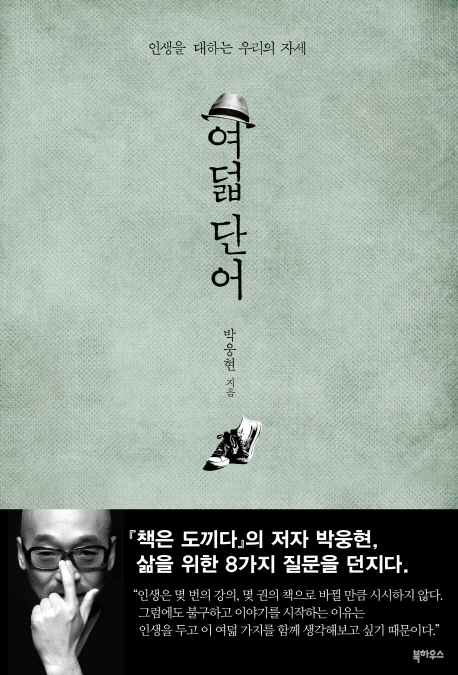 인생을 대하는 우리의 자세
여덟 단어
박웅현 지음
『책은 도끼다』의 저자 박웅현,
삶을 위한 8가지 질문을 던지다.
“인생은 몇 번의 강의, 몇 권의 책으로 바뀔 만큼 시시하지 않다.
그럼에도 불구하고 이야기를 시작하는 이유는
인생을 두고 이 여덟 가지를 함께 생각해보고 싶기 때문이다.”
북하우스